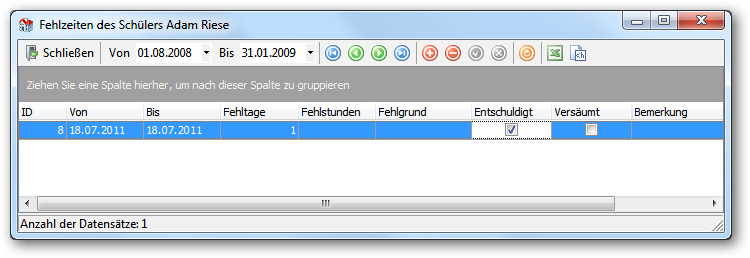 Fehlzeiten des Schülers Adam Riese
Schließen Von 01.08.2008 Bis 31.01.2009
Ziehen Sie eine Spalte hierher, um nach dieser Spalte zu gruppieren
ID Von Bis Fehltage Fehlstunden Fehlgrund Entschuldigt Versäumt Bemerkung
8 18.07.2011 18.07.2011 1
Anzahl der Datensätze: 1